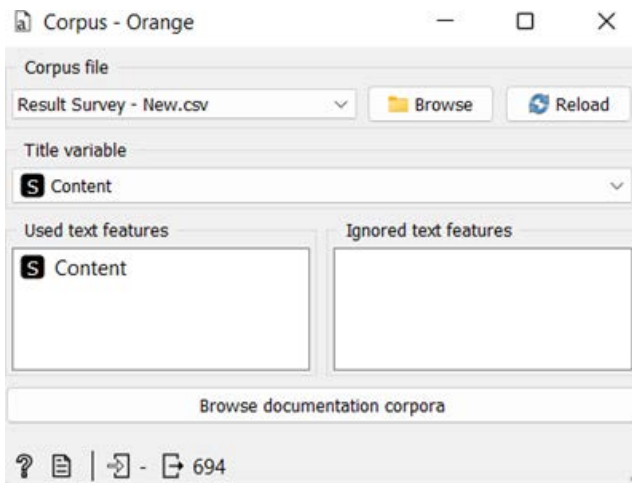 Corpus - Orange
Corpus file
Result Survey - New.csv Browse Reload
Title variable
S Content
Used text features Ignored text features
S Content
Browse documentation corpora
? - 694